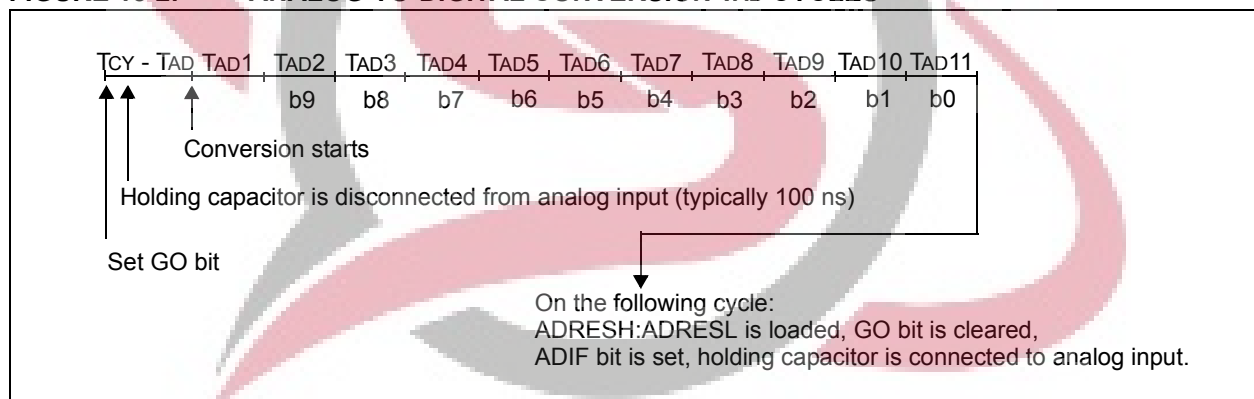 TCY - TAD TAD1 TAD2 TAD3 TAD4 TAD5 TAD6 TAD7 TAD8 TAD9 TAD10 TAD11
b9 b8 b7 b6 b5 b4 b3 b2 b1 b0
Conversion starts
Holding capacitor is disconnected from analog input (typically 100 ns)
Set GO bit
On the following cycle:
ADRESH:ADRESL is loaded, GO bit is cleared,
ADIF bit is set, holding capacitor is connected to analog input.